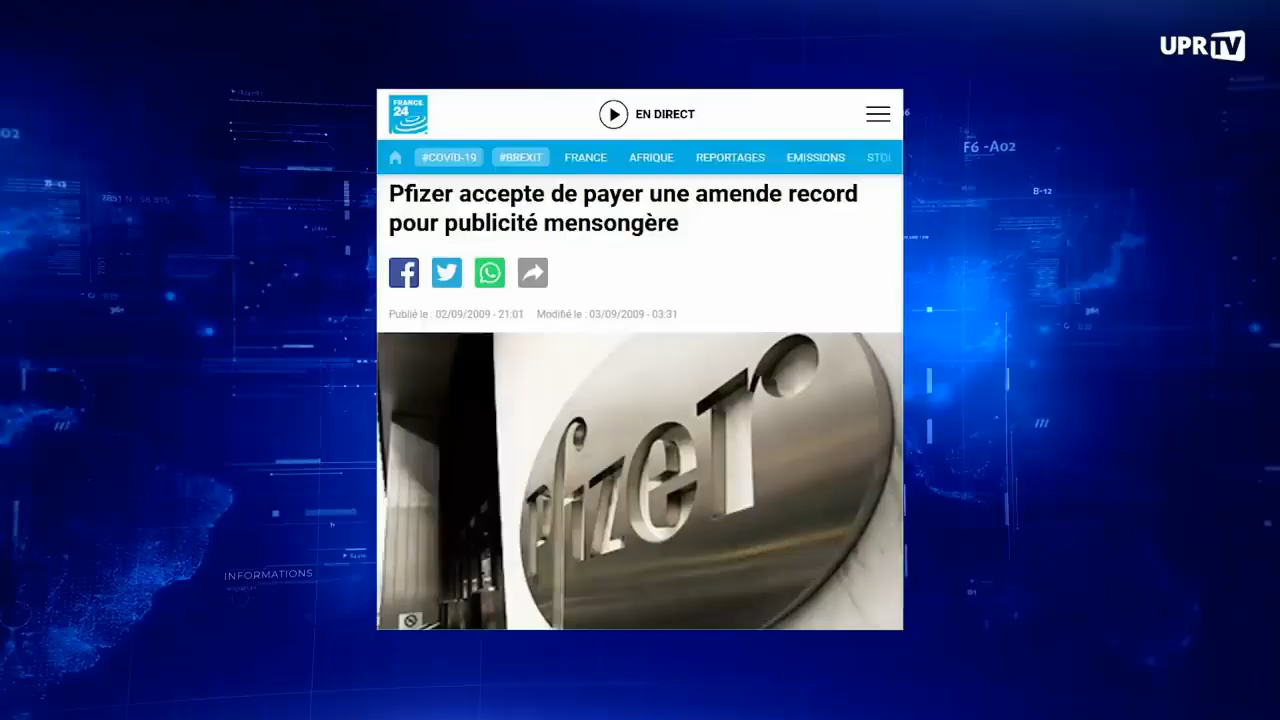 UPR TV
FRANCE
24
EN DIRECT
#COVID-19
#BREXIT
FRANCE
AFRIQUE
REPORTAGES
EMISSIONS
Pfizer accepte de payer une amende record
pour publicité mensongère
Publié le : 02/09/2009 - 21:01
Modifié le : 03/09/2009 - 03:31
Pfizer
F6 -A02
B-12
INFORMATIONS